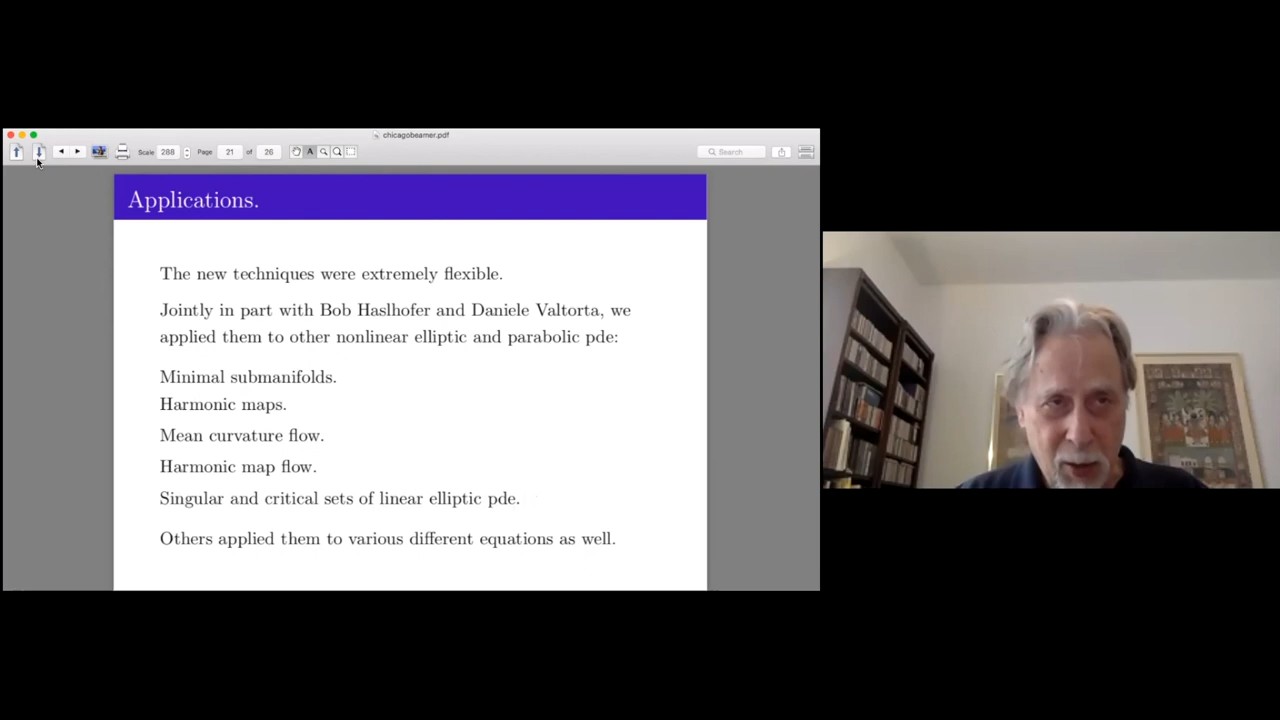 chicagobeamer.pdf
Scale 288 Page 21 of 26 Search
Applications.
The new techniques were extremely flexible.
Jointly in part with Bob Haslhofer and Daniele Valtorta, we
applied them to other nonlinear elliptic and parabolic pde:
Minimal submanifolds.
Harmonic maps.
Mean curvature flow.
Harmonic map flow.
Singular and critical sets of linear elliptic pde.
Others applied them to various different equations as well.